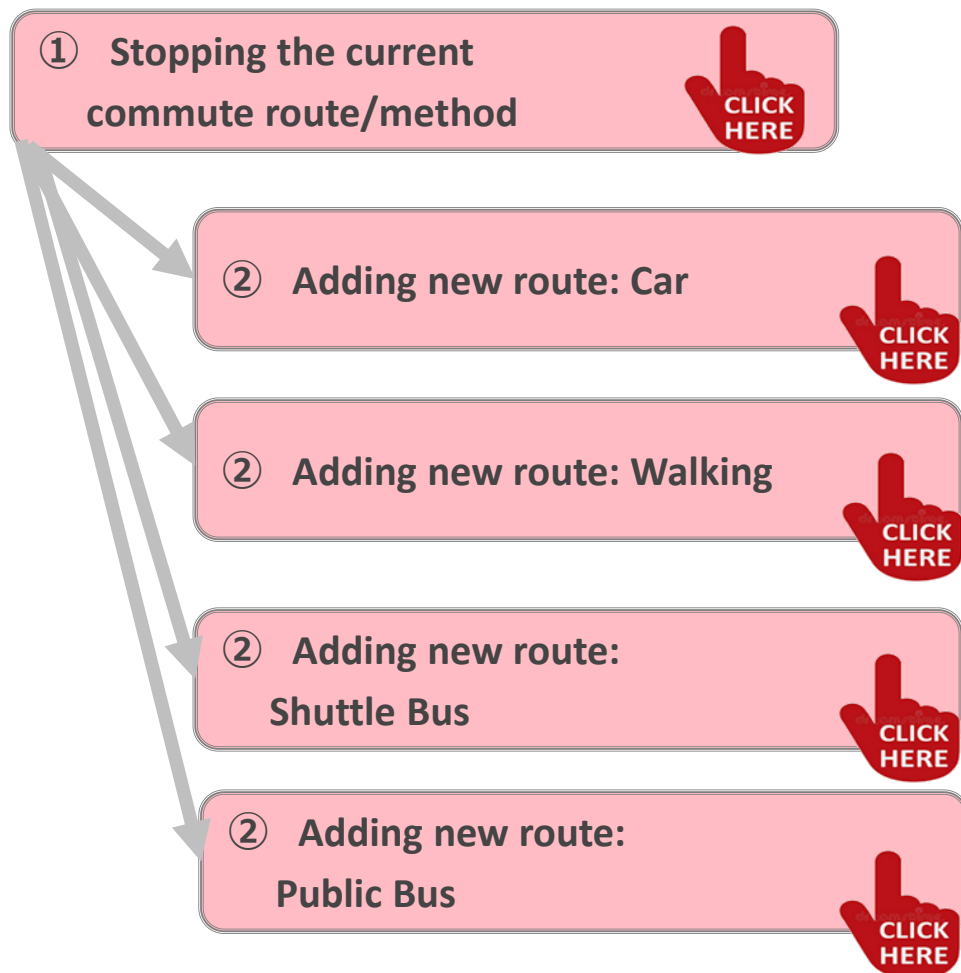 ① Stopping the current
commute route/method
CLICK
HERE
② Adding new route: Car
CLICK
HERE
② Adding new route: Walking
CLICK
HERE
② Adding new route:
Shuttle Bus
CLICK
HERE
② Adding new route:
Public Bus
CLICK
HERE